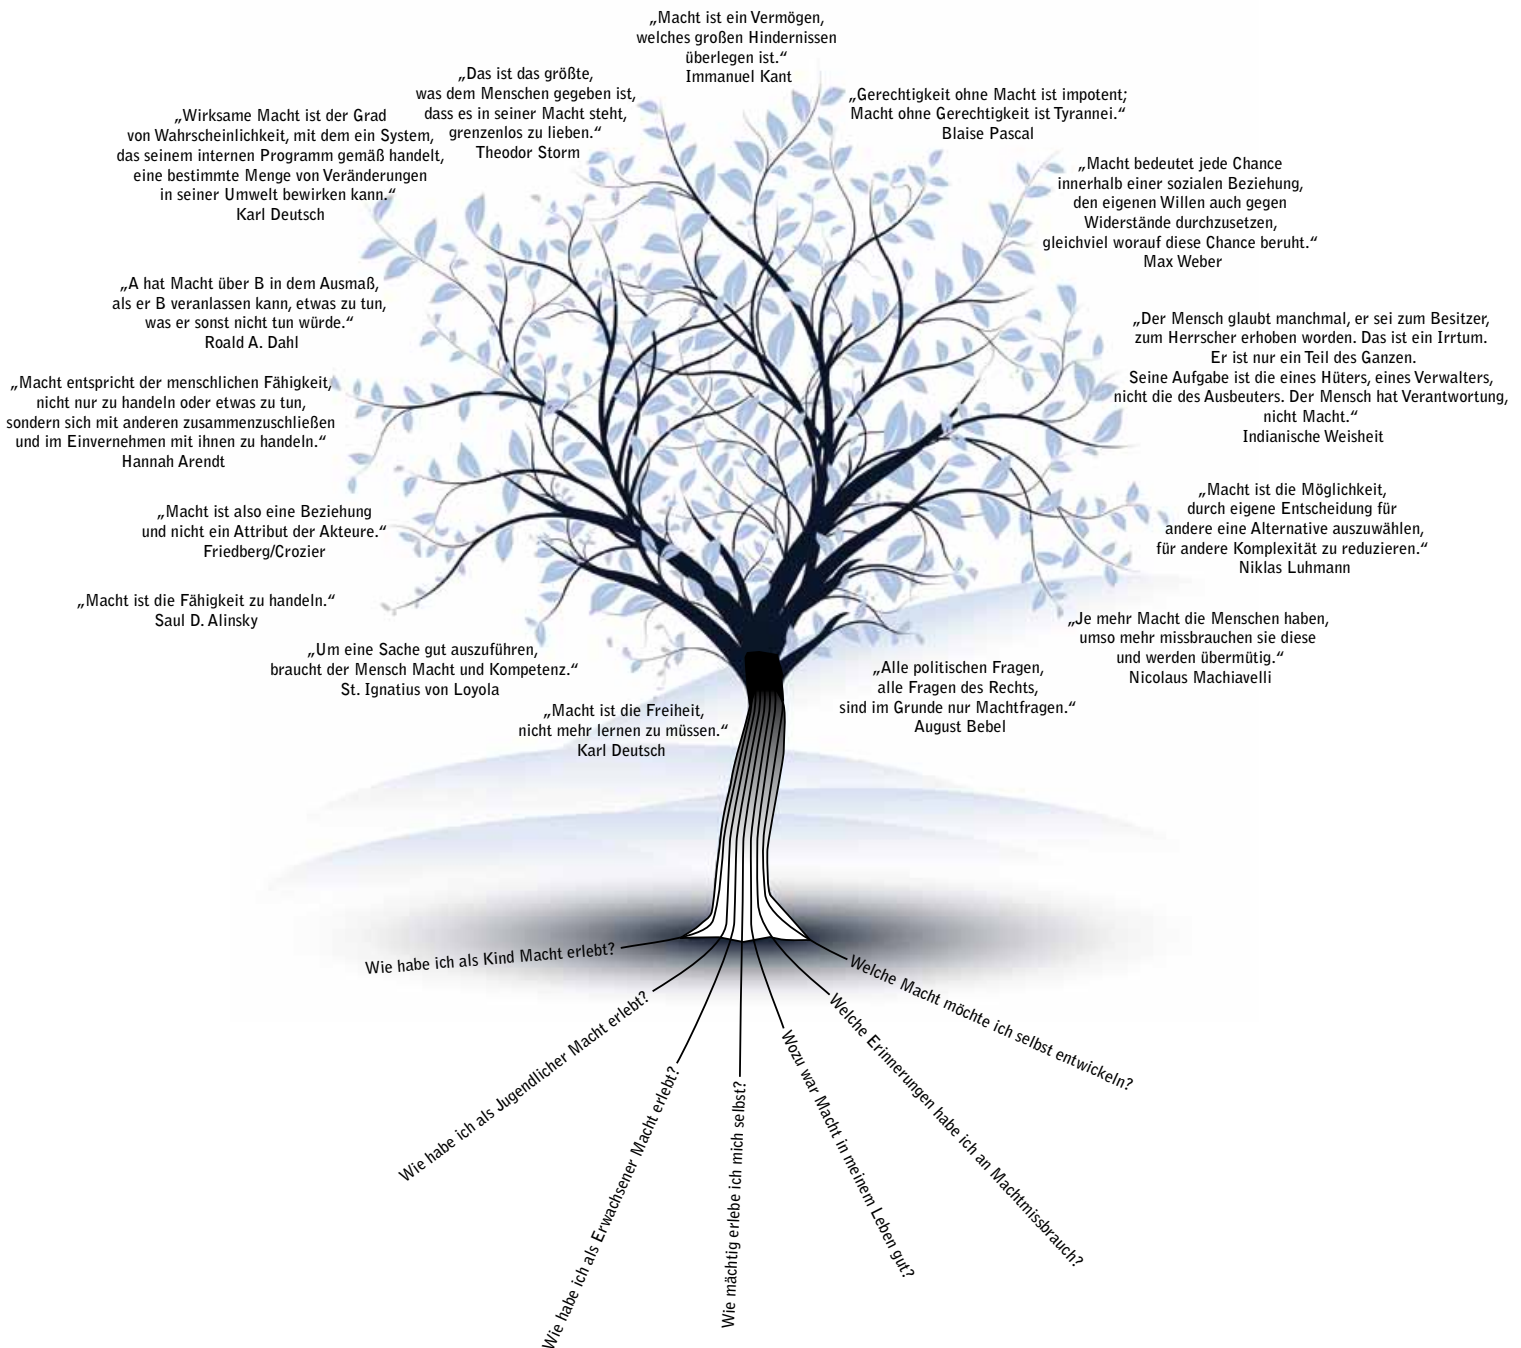 „Macht ist ein Vermögen,
welches großen Hindernissen
überlegen ist.“
Immanuel Kant
„Das ist das größte,
was dem Menschen gegeben ist,
dass es in seiner Macht steht,
grenzenlos zu lieben.“
Theodor Storm
„Gerechtigkeit ohne Macht ist impotent;
Macht ohne Gerechtigkeit ist Tyrannei.“
Blaise Pascal
„Wirksame Macht ist der Grad
von Wahrscheinlichkeit, mit dem ein System,
das seinem internen Programm gemäß handelt,
eine bestimmte Menge von Veränderungen
in seiner Umwelt bewirken kann.“
Karl Deutsch
„Macht bedeutet jede Chance
innerhalb einer sozialen Beziehung,
den eigenen Willen auch gegen
Widerstände durchzusetzen,
gleichviel worauf diese Chance beruht.“
Max Weber
„A hat Macht über B in dem Ausmaß,
als er B veranlassen kann, etwas zu tun,
was er sonst nicht tun würde.“
Roald A. Dahl
„Der Mensch glaubt manchmal, er sei zum Besitzer,
zum Herrscher erhoben worden. Das ist ein Irrtum.
Er ist nur ein Teil des Ganzen.
Seine Aufgabe ist die eines Hüters, eines Verwalters,
nicht die des Ausbeuters. Der Mensch hat Verantwortung,
nicht Macht.“
Indianische Weisheit
„Macht entspricht der menschlichen Fähigkeit,
nicht nur zu handeln oder etwas zu tun,
sondern sich mit anderen zusammenzuschließen
und im Einvernehmen mit ihnen zu handeln.“
Hannah Arendt
„Macht ist die Möglichkeit,
durch eigene Entscheidung für
andere eine Alternative auszuwählen,
für andere Komplexität zu reduzieren.“
Niklas Luhmann
„Macht ist also eine Beziehung
und nicht ein Attribut der Akteure.“
Friedberg/Crozier
„Macht ist die Fähigkeit zu handeln.“
Saul D. Alinsky
„Je mehr Macht die Menschen haben,
umso mehr missbrauchen sie diese
und werden übermütig.“
Nicolaus Machiavelli
„Um eine Sache gut auszuführen,
braucht der Mensch Macht und Kompetenz.“
St. Ignatius von Loyola
„Alle politischen Fragen,
alle Fragen des Rechts,
sind im Grunde nur Machtfragen.“
August Bebel
„Macht ist die Freiheit,
nicht mehr lernen zu müssen.“
Karl Deutsch
Wie habe ich als Kind Macht erlebt?
Wie habe ich als Jugendlicher Macht erlebt?
Wie habe ich als Erwachsener Macht erlebt?
Wie mächtig erlebe ich mich selbst?
Wozu war Macht in meinem Leben gut?
Welche Erinnerungen habe ich an Machtmissbrauch?
Welche Macht möchte ich selbst entwickeln?